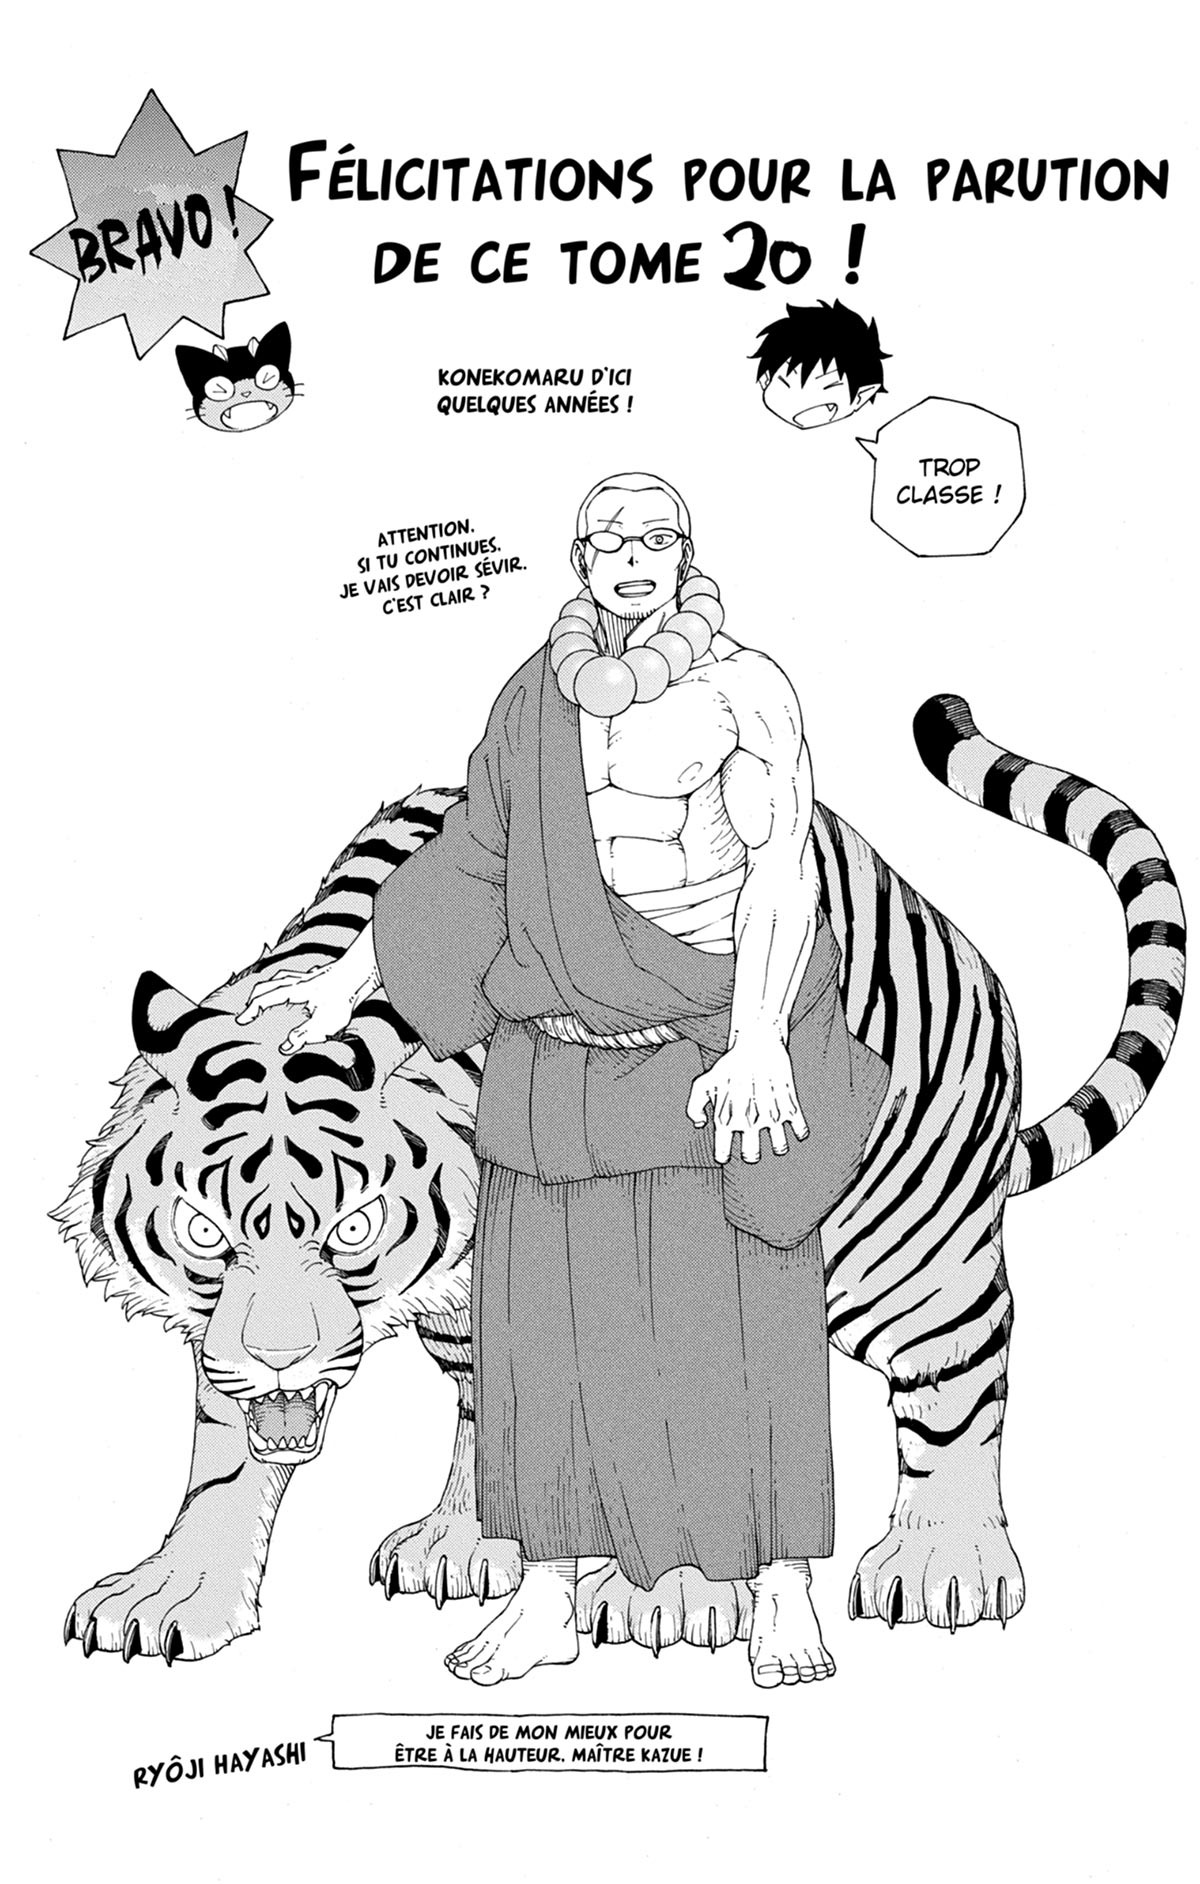 BRAVO !
FÉLICITATIONS POUR LA PARUTION
DE CE TOME 20 !
KONEKOMARU D'ICI
QUELQUES ANNÉES !
TROP
CLASSE !
ATTENTION,
SI TU CONTINUES,
JE VAIS DEVOIR SÉVIR.
C'EST CLAIR ?
JE FAIS DE MON MIEUX POUR
ÊTRE À LA HAUTEUR, MAÎTRE KAZUE !
RYÔJI HAYASHI